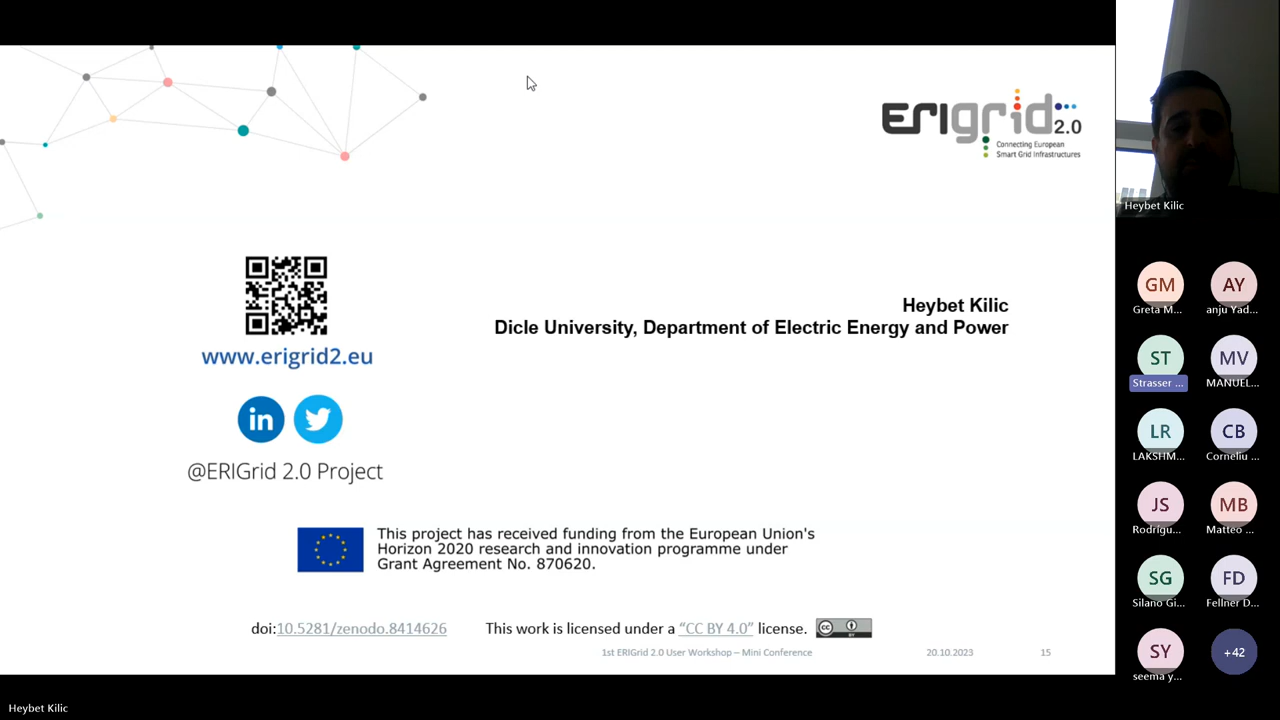 ERIGrid 2.0
Connecting European
Smart Grid Infrastructures
Heybet Kilic
Dicle University, Department of Electric Energy and Power
www.erigrid2.eu
in
@ERIGrid 2.0 Project
This project has received funding from the European Union's
Horizon 2020 research and innovation programme under
Grant Agreement No. 870620.
doi:10.5281/zenodo.8414626
This work is licensed under a “CC BY 4.0” license.
cc
BY
1st ERIGrid 2.0 User Workshop – Mini Conference
20.10.2023
15
Heybet Kilic
GM
Greta M...
AY
anju Yad...
ST
Strasser ...
MV
MANUEL...
LR
LAKSHM...
CB
Corneliu ...
JS
Rodrígu...
MB
Matteo ...
SG
Silano Gi...
FD
Fellner D...
SY
seema y...
+42
Heybet Kilic